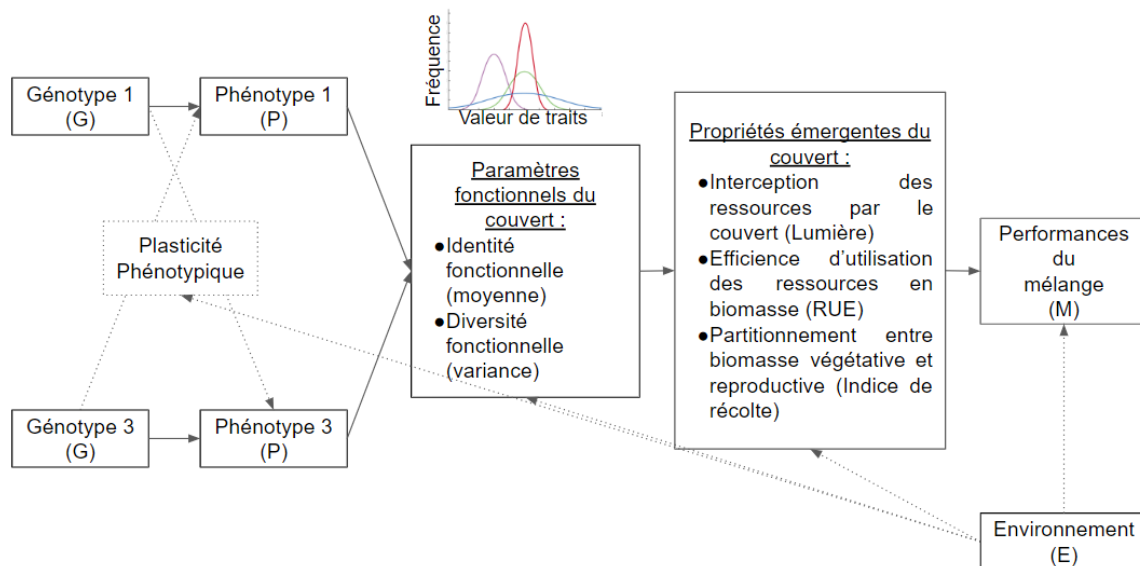 Fréquence
Valeur de traits
Génotype 1
(G)
Phénotype 1
(P)
Plasticité
Phénotypique
Génotype 3
(G)
Phénotype 3
(P)
Paramètres
fonctionnels du
couvert :
●Identité
fonctionnelle
(moyenne)
●Diversité
fonctionnelle
(variance)
Propriétés émergentes du
couvert :
●Interception des
ressources par le
couvert (Lumière)
●Efficience d'utilisation
des ressources en
biomasse (RUE)
●Partitionnement entre
biomasse végétative et
reproductive (Indice de
récolte)
Performances
du
mélange
(M)
Environnement
(E)